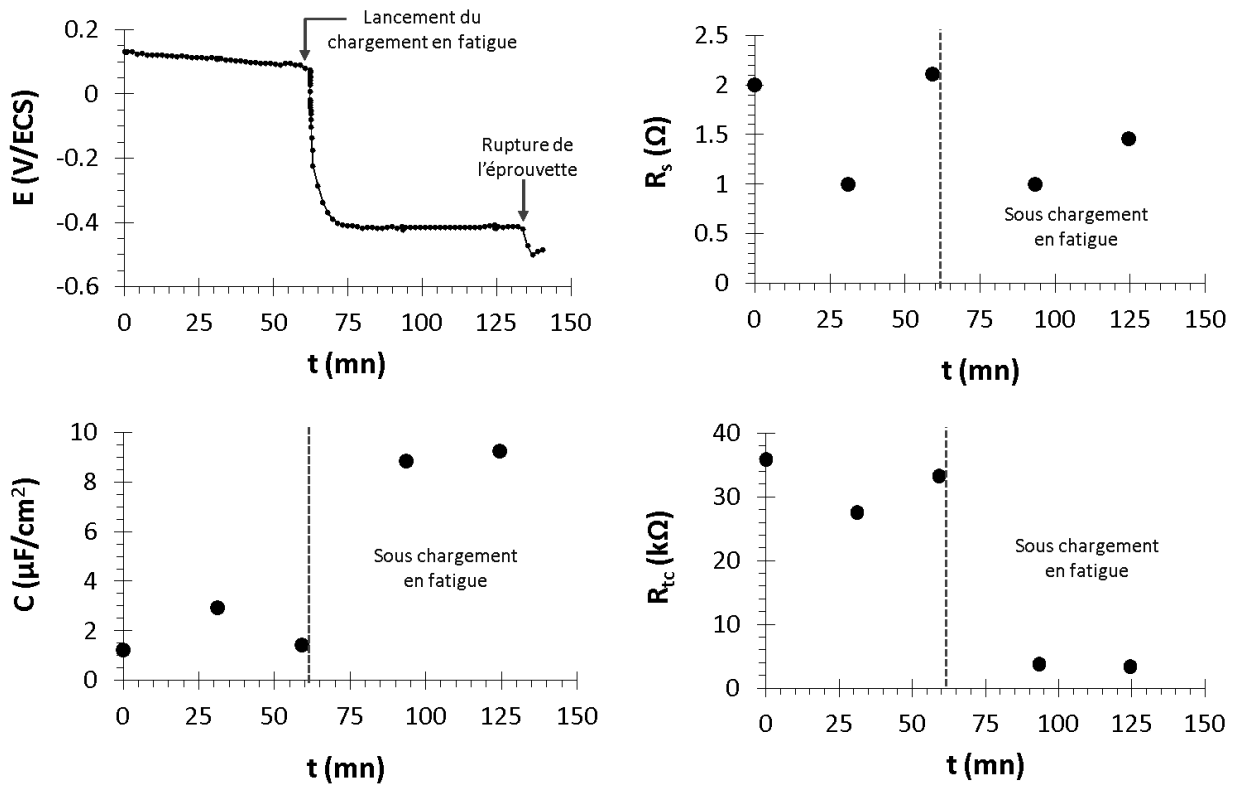 Lancement du
chargement en fatigue
Rupture de
l'éprouvette
E (V/ECS)
0.2
0
-0.2
-0.4
-0.6
0 25 50 75 100 125 150
t (mn)
Rs (Ω)
2.5
2
1.5
1
0.5
0
Sous chargement
en fatigue
0 25 50 75 100 125 150
t (mn)
C (µF/cm²)
10
8
6
4
2
0
Sous chargement
en fatigue
0 25 50 75 100 125 150
t (mn)
Rtc (kΩ)
40
30
20
10
0
Sous chargement
en fatigue
0 25 50 75 100 125 150
t (mn)